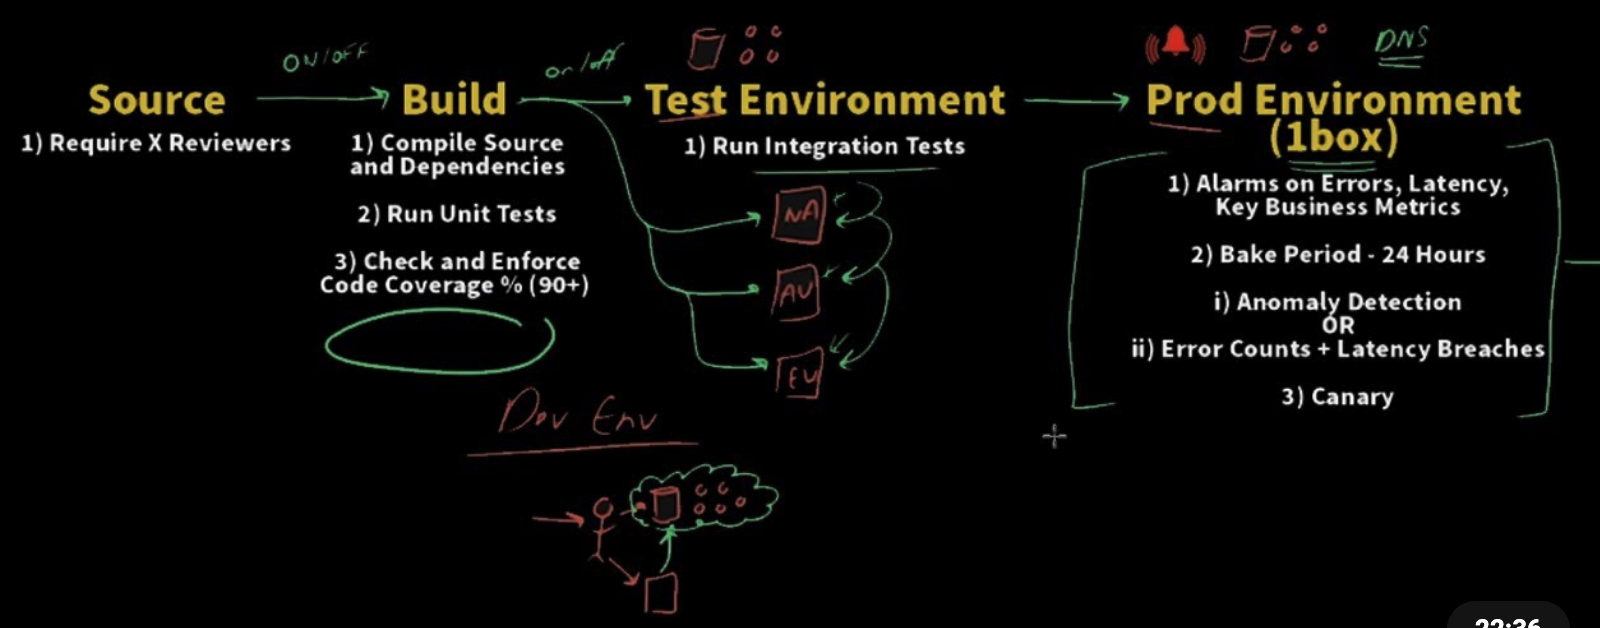 ON/OFF
Source
1) Require X Reviewers
Build
1) Compile Source
and Dependencies
2) Run Unit Tests
3) Check and Enforce
Code Coverage % (90+)
on/off
Test Environment
1) Run Integration Tests
NA
AU
EU
Dev Env
DNS
Prod Environment
(1box)
1) Alarms on Errors, Latency,
Key Business Metrics
2) Bake Period - 24 Hours
i) Anomaly Detection
OR
ii) Error Counts + Latency Breaches
3) Canary
22:36